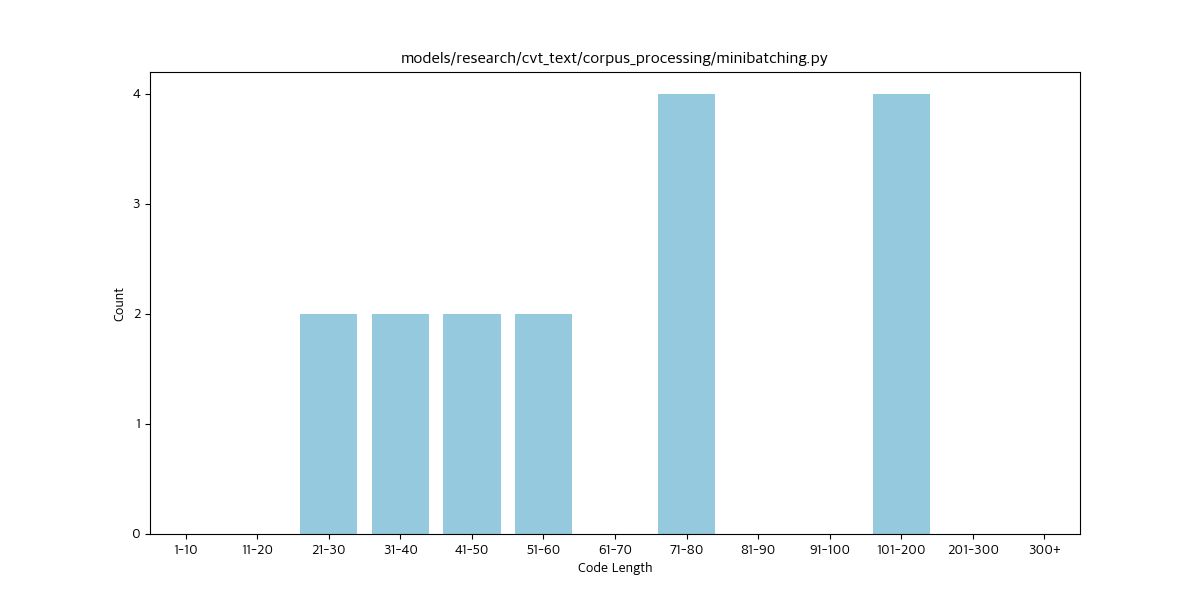 models/research/cvt_text/corpus_processing/minibatching.py
4
3
2
1
0
Count
1-10 11-20 21-30 31-40 41-50 51-60 61-70 71-80 81-90 91-100 101-200 201-300 300+
Code Length